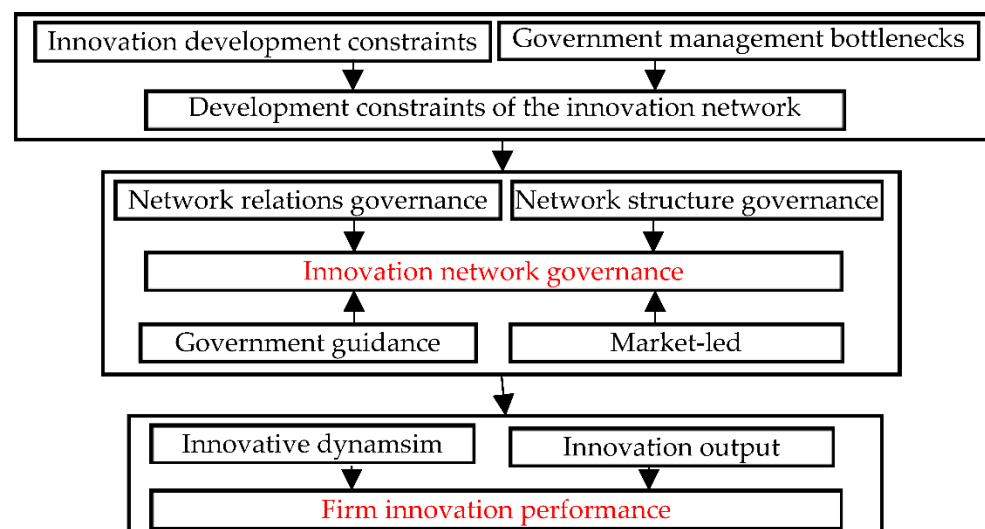 Innovation development constraints
Government management bottlenecks
Development constraints of the innovation network
Network relations governance
Network structure governance
Innovation network governance
Government guidance
Market-led
Innovative dynamsim
Innovation output
Firm innovation performance